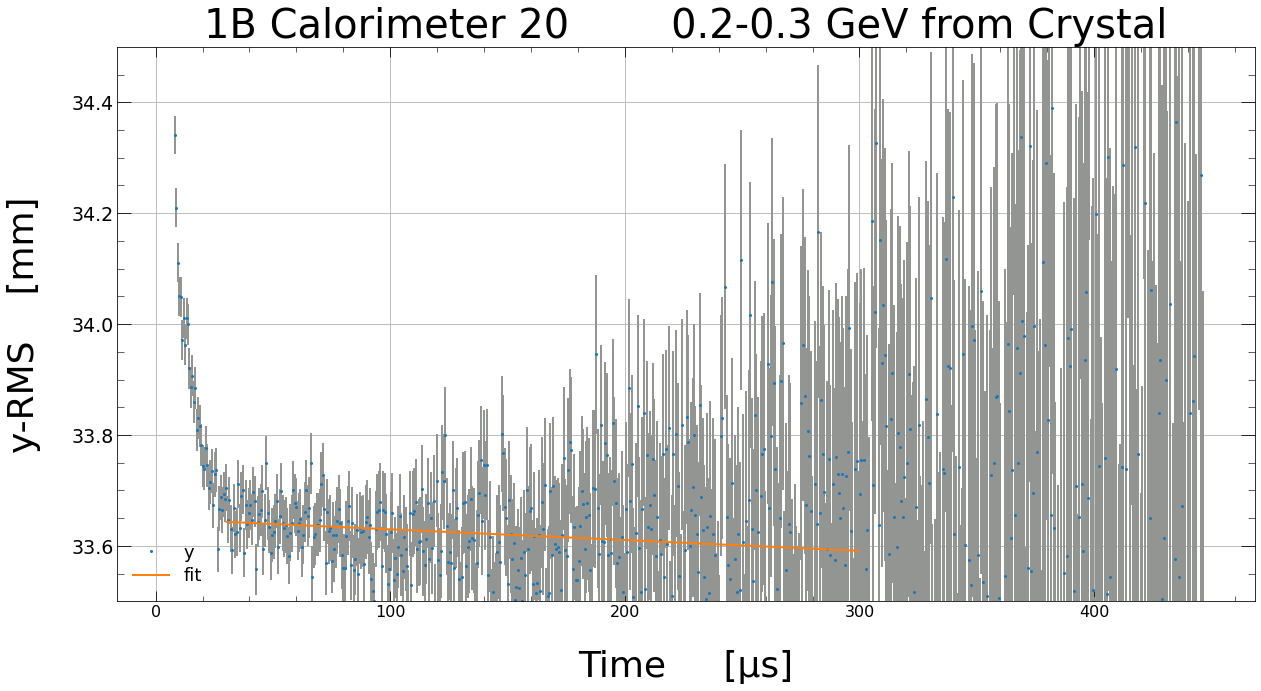 1B Calorimeter 20 0.2-0.3 GeV from Crystal
y-RMS [mm]
34.4
34.2
34.0
33.8
33.6
y
fit
0 100 200 300 400
Time [μs]